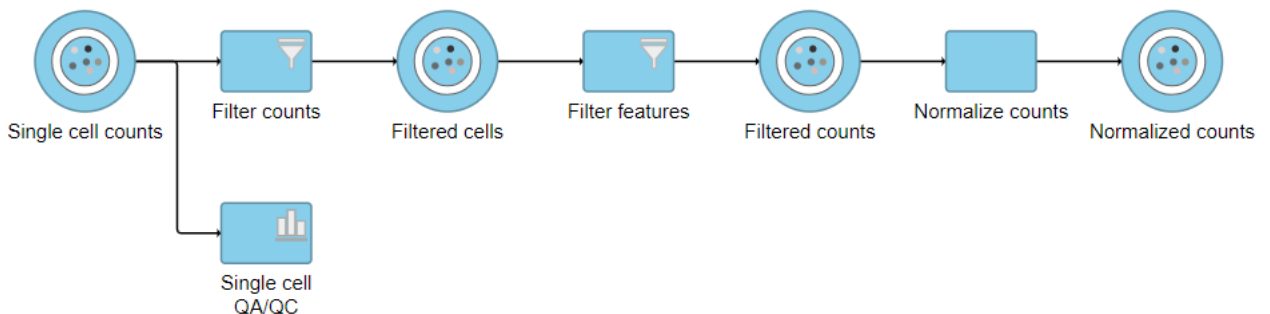 Single cell counts
Filter counts
Filtered cells
Filter features
Filtered counts
Normalize counts
Normalized counts
Single cell
QA/QC